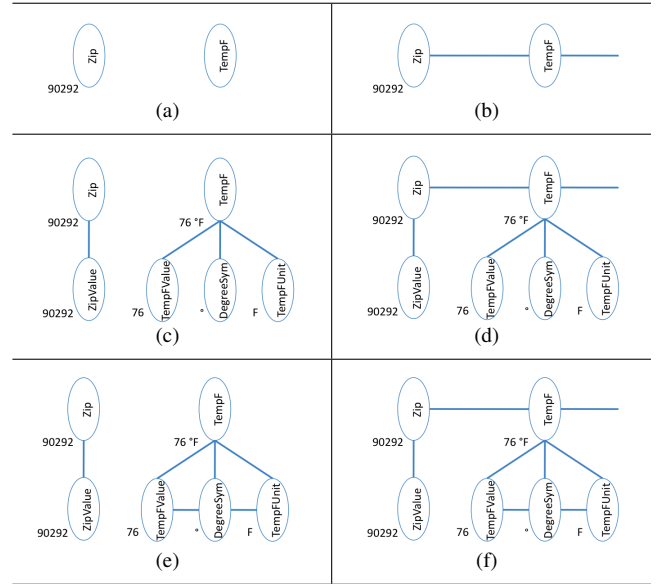 Zip
TempF
90292
(a)
Zip
TempF
90292
(b)
Zip
TempF
90292
76 °F
ZipValue
TempFValue
DegreeSym
TempFUnit
90292
76
°
F
(c)
Zip
TempF
90292
76 °F
ZipValue
TempFValue
DegreeSym
TempFUnit
90292
76
°
F
(d)
Zip
TempF
90292
76 °F
ZipValue
TempFValue
DegreeSym
TempFUnit
90292
76
°
F
(e)
Zip
TempF
90292
76 °F
ZipValue
TempFValue
DegreeSym
TempFUnit
90292
76
°
F
(f)